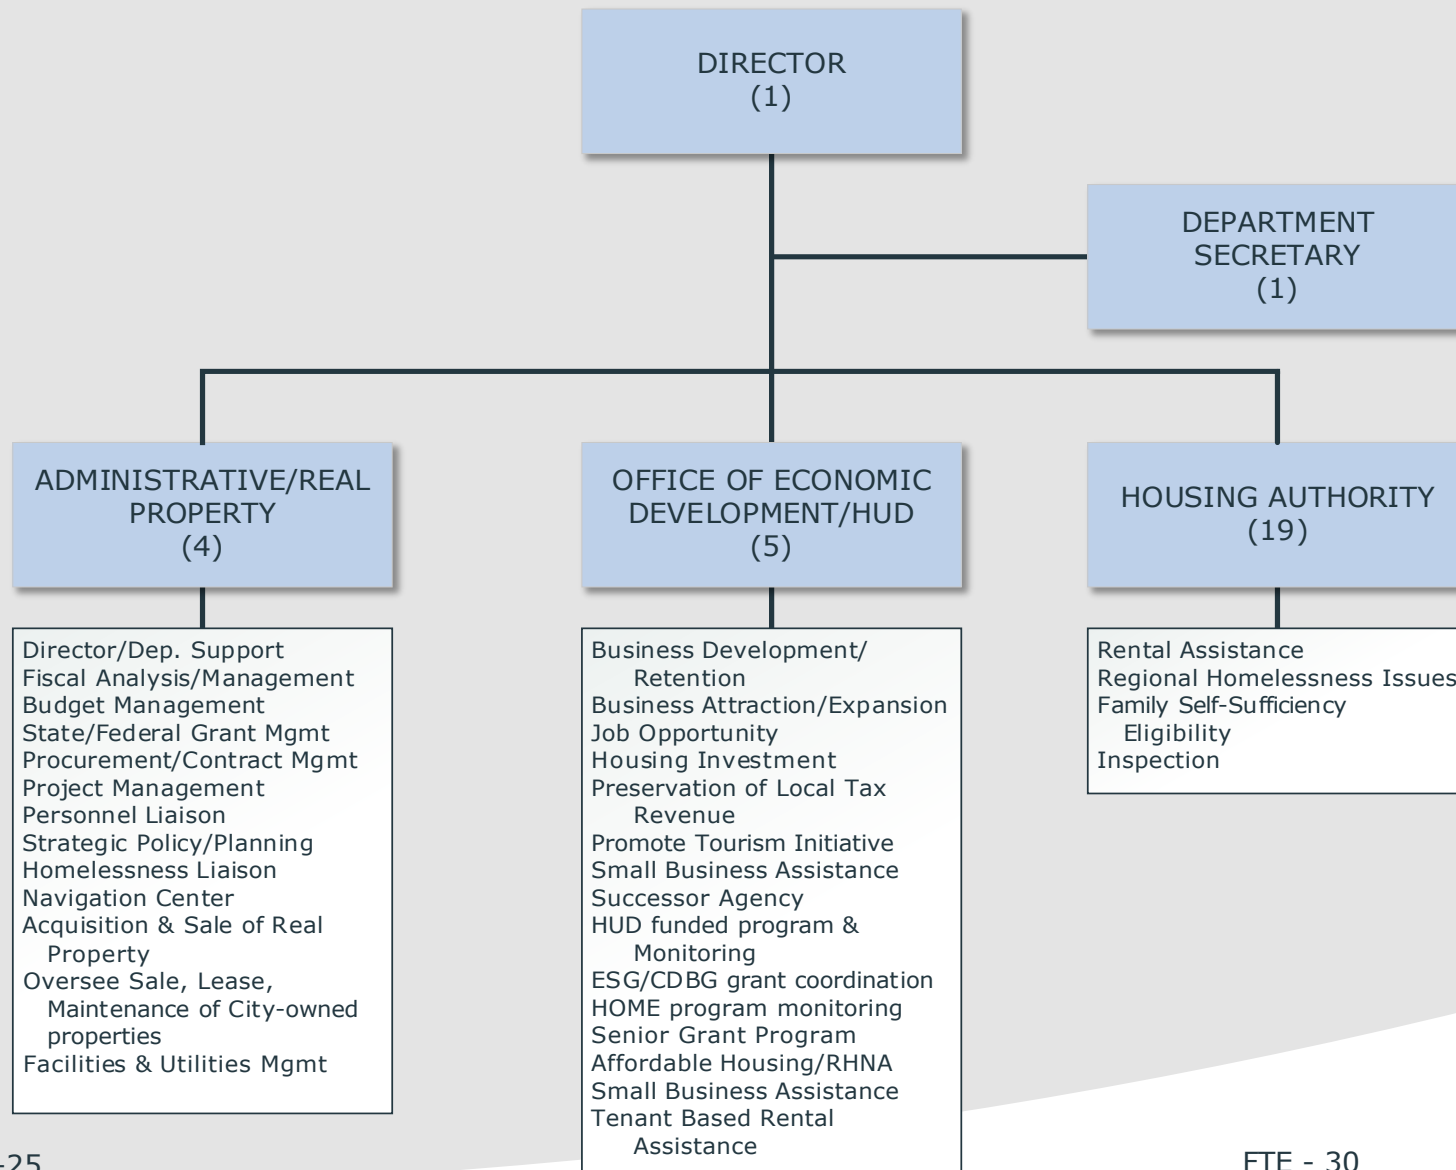 DIRECTOR
(1)
DEPARTMENT
SECRETARY
(1)
ADMINISTRATIVE/REAL
PROPERTY
(4)
OFFICE OF ECONOMIC
DEVELOPMENT/HUD
(5)
HOUSING AUTHORITY
(19)
Director/Dep. Support
Fiscal Analysis/Management
Budget Management
State/Federal Grant Mgmt
Procurement/Contract Mgmt
Project Management
Personnel Liaison
Strategic Policy/Planning
Homelessness Liaison
Navigation Center
Acquisition & Sale of Real
Property
Oversee Sale, Lease,
Maintenance of City-owned
properties
Facilities & Utilities Mgmt
Business Development/
Retention
Business Attraction/Expansion
Job Opportunity
Housing Investment
Preservation of Local Tax
Revenue
Promote Tourism Initiative
Small Business Assistance
Successor Agency
HUD funded program &
Monitoring
ESG/CDBG grant coordination
HOME program monitoring
Senior Grant Program
Affordable Housing/RHNA
Small Business Assistance
Tenant Based Rental
Assistance
Rental Assistance
Regional Homelessness Issues
Family Self-Sufficiency
Eligibility
Inspection
-25
FTE - 30